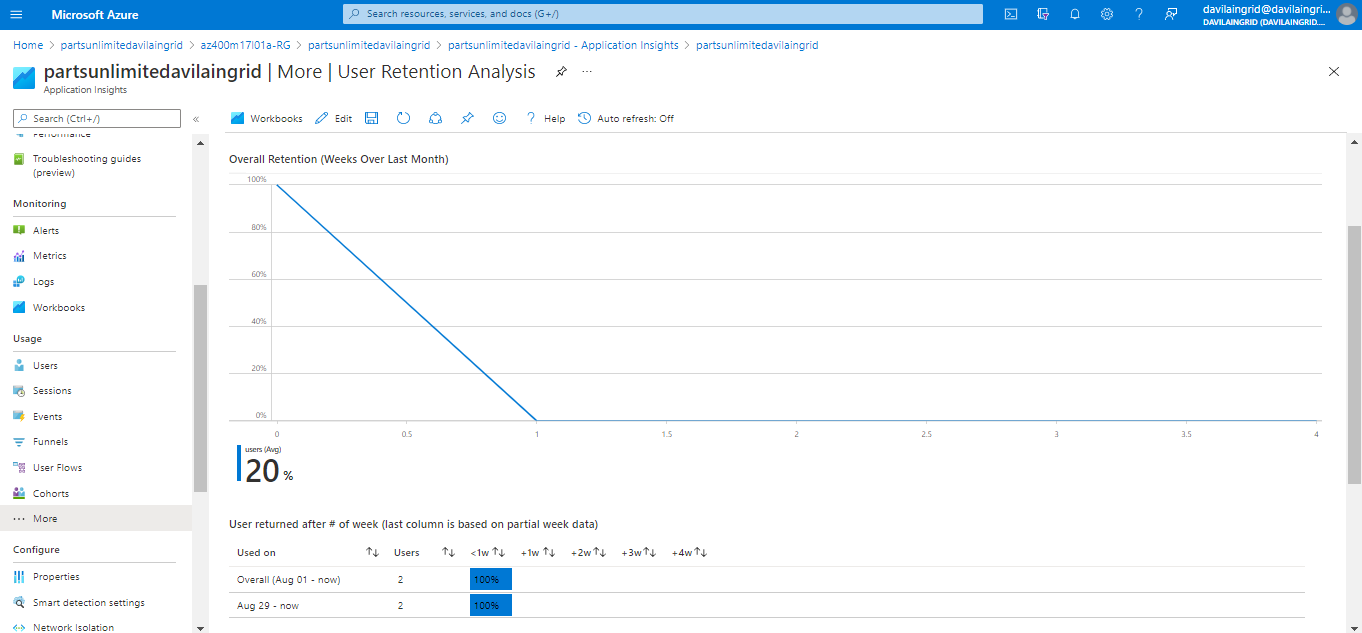 Microsoft Azure
Search resources, services, and docs (G+/)
davilaingrid@davilaingri...
DAVILAINGRID (DAVILAINGRID....
Home > partsunlimitedavilaingrid > az400m17l01a-RG > partsunlimitedavilaingrid > partsunlimitedavilaingrid - Application Insights > partsunlimitedavilaingrid
partsunlimitedavilaingrid | More | User Retention Analysis
Application Insights
Search (Ctrl+/)
Performance
Troubleshooting guides
(preview)
Monitoring
Alerts
Metrics
Logs
Workbooks
Usage
Users
Sessions
Events
Funnels
User Flows
Cohorts
More
Configure
Properties
Smart detection settings
Network Isolation
Workbooks Edit Help Auto refresh: Off
Overall Retention (Weeks Over Last Month)
100%
80%
60%
40%
20%
0%
0 0.5 1 1.5 2 2.5 3 3.5 4
users (Avg)
20 %
User returned after # of week (last column is based on partial week data)
Used on Users <1w +1w +2w +3w +4w
Overall (Aug 01 - now) 2 100%
Aug 29 - now 2 100%